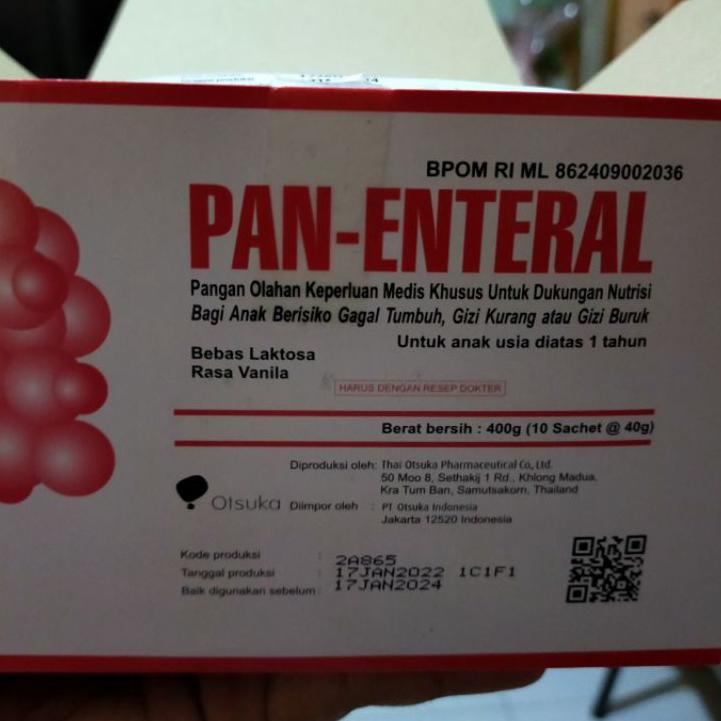 BPOM RI ML 862409002036
PAN-ENTERAL
Pangan Olahan Keperluan Medis Khusus Untuk Dukungan Nutrisi
Bagi Anak Berisiko Gagal Tumbuh, Gizi Kurang atau Gizi Buruk
Untuk anak usia diatas 1 tahun
Bebas Laktosa
Rasa Vanila
HARUS DENGAN RESEP DOKTER
Berat bersih : 400g (10 Sachet @ 40g)
Diproduksi oleh: Thai Otsuka Pharmaceutical Co, Ltd.
50 Moo 8, Sethakij 1 Rd., Khlong Madua,
Kra Tum Ban, Samutsakorn, Thailand
Otsuka Diimpor oleh : PT Otsuka Indonesia
Jakarta 12520 Indonesia
Kode produksi : 2A865
Tanggal produksi : 17JAN2022 1C1F1
Baik digunakan sebelum : 17JAN2024